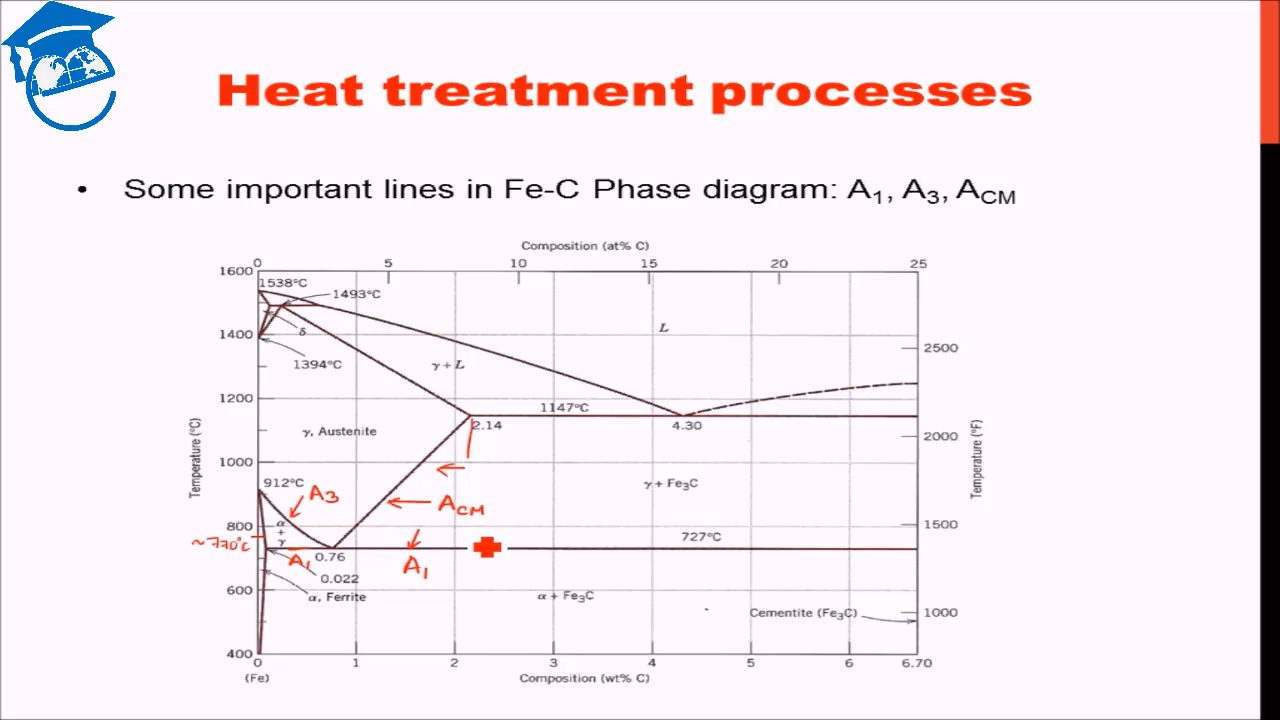 Heat treatment processes
• Some important lines in Fe-C Phase diagram: A1, A3, ACM
Composition (at% C)
0 5 10 15 20 25
1600
1538°C
1493°C
δ
L
1400
1394°C
γ + L
2500
1200
1147°C
2.14
4.30
γ, Austenite
2000
Temperature (°C)
Temperature (°F)
1000
912°C
γ + Fe3C
A3
ACM
800
α
+
γ
1500
~770°C
727°C
A1
0.76
A1
0.022
600
α, Ferrite
α + Fe3C
Cementite (Fe3C)
1000
400
0 1 2 3 4 5 6 6.70
(Fe)
Composition (wt% C)